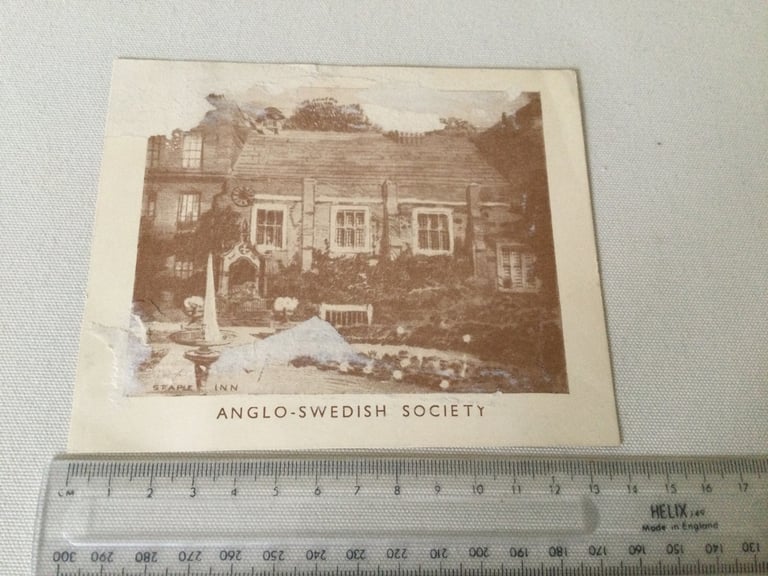 STAPLE INN
ANGLO-SWEDISH SOCIETY
CM 1 2 3 4 5 6 7 8 9 10 11 12 13 14 15 16 17
HELIX J49
Made in England
300 290 280 270 260 250 240 230 220 210 200 190 180 170 160 150 140 130